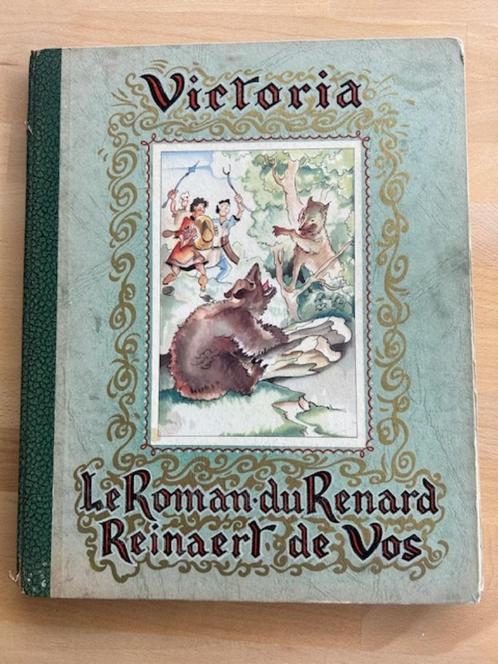 Victoria
Le Roman du Renard
Reinaert de Vos